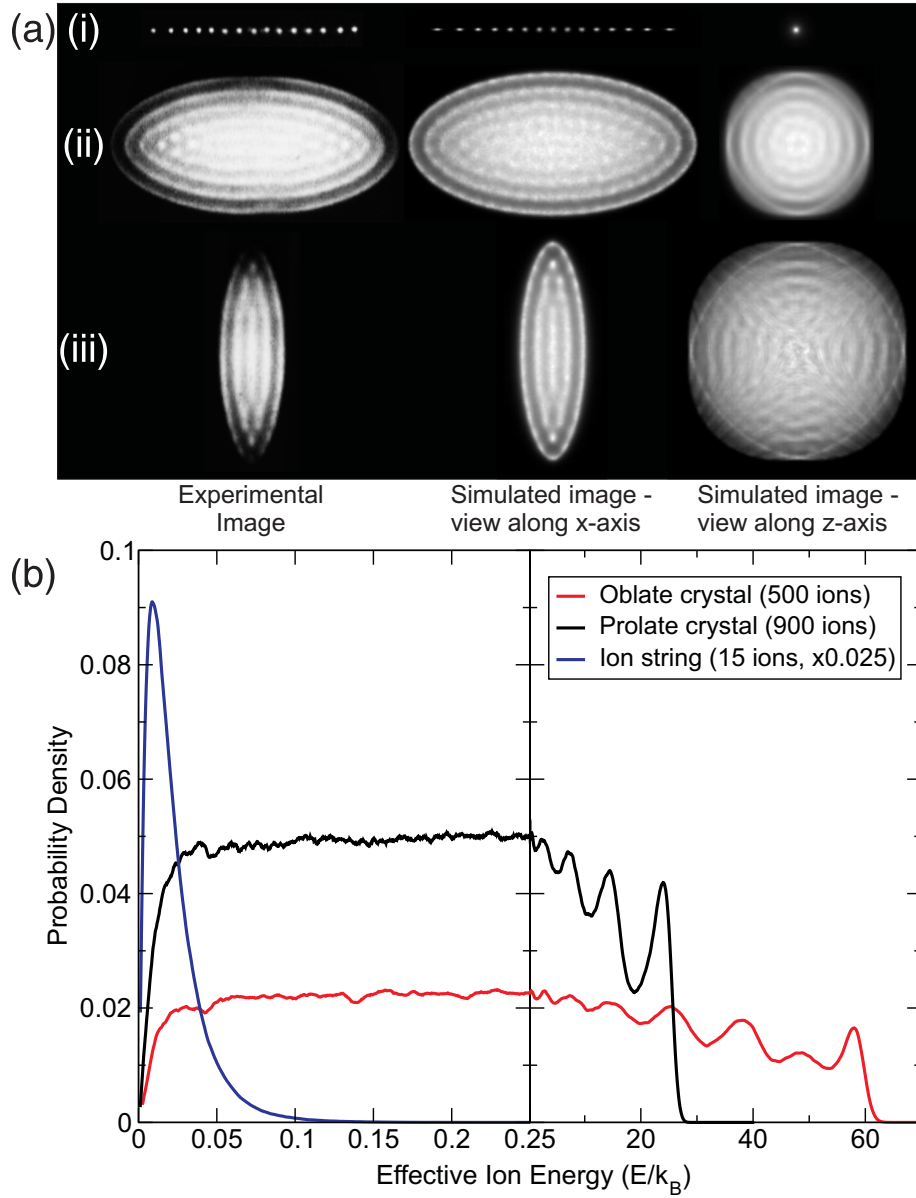 (a) (i)
(ii)
(iii)
Experimental Image
Simulated image - view along x-axis
Simulated image - view along z-axis
(b)
0.1
0.08
0.06
0.04
0.02
0
Probability Density
Oblate crystal (500 ions)
Prolate crystal (900 ions)
Ion string (15 ions, x0.025)
0 0.05 0.1 0.15 0.2 0.25 20 40 60
Effective Ion Energy (E/kB)